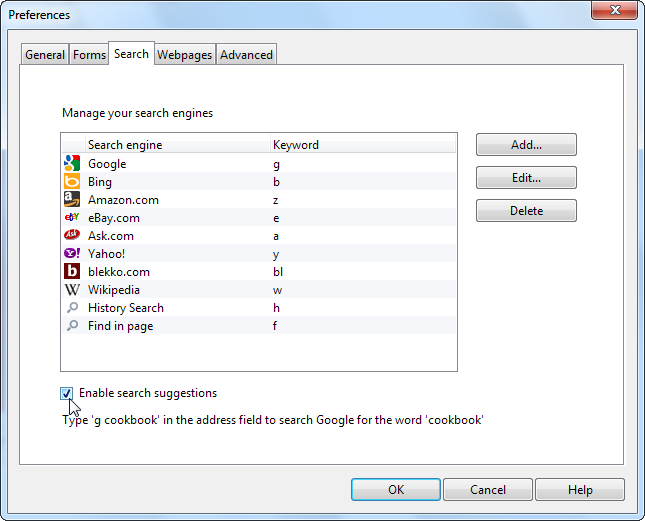 Preferences
General Forms Search Webpages Advanced
Manage your search engines
Search engine Keyword
Google g
Bing b
Amazon.com z
eBay.com e
Ask.com a
Yahoo! y
blekko.com bl
Wikipedia w
History Search h
Find in page f
Add...
Edit...
Delete
Enable search suggestions
Type 'g cookbook' in the address field to search Google for the word 'cookbook'
OK Cancel Help